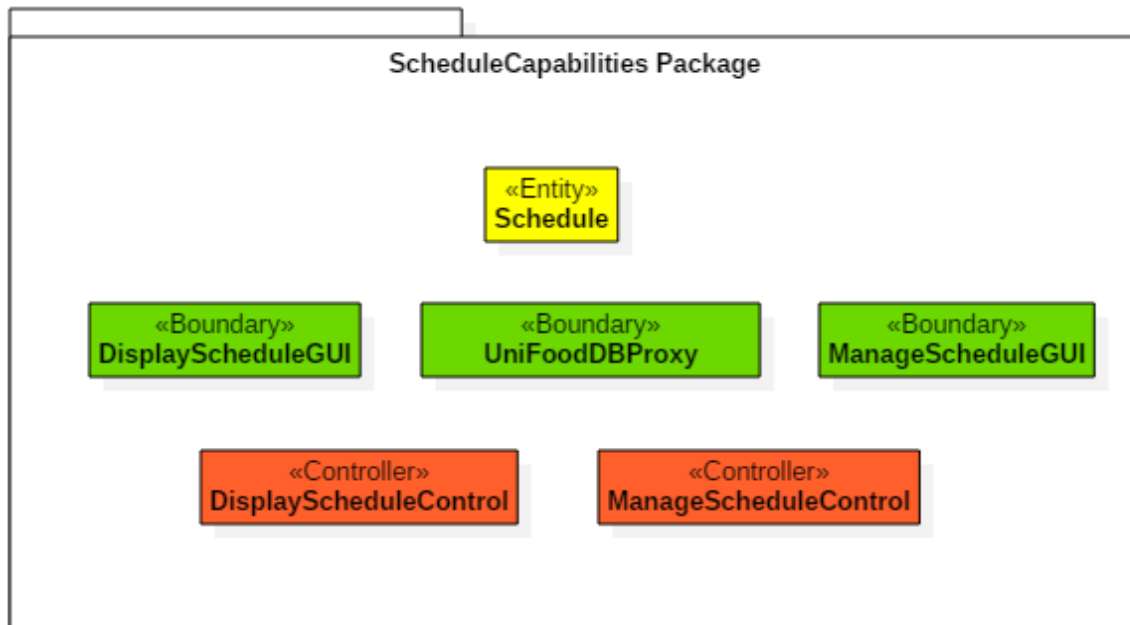 ScheduleCapabilities Package
«Entity»
Schedule
«Boundary»
DisplayScheduleGUI
«Boundary»
UniFoodDBProxy
«Boundary»
ManageScheduleGUI
«Controller»
DisplayScheduleControl
«Controller»
ManageScheduleControl